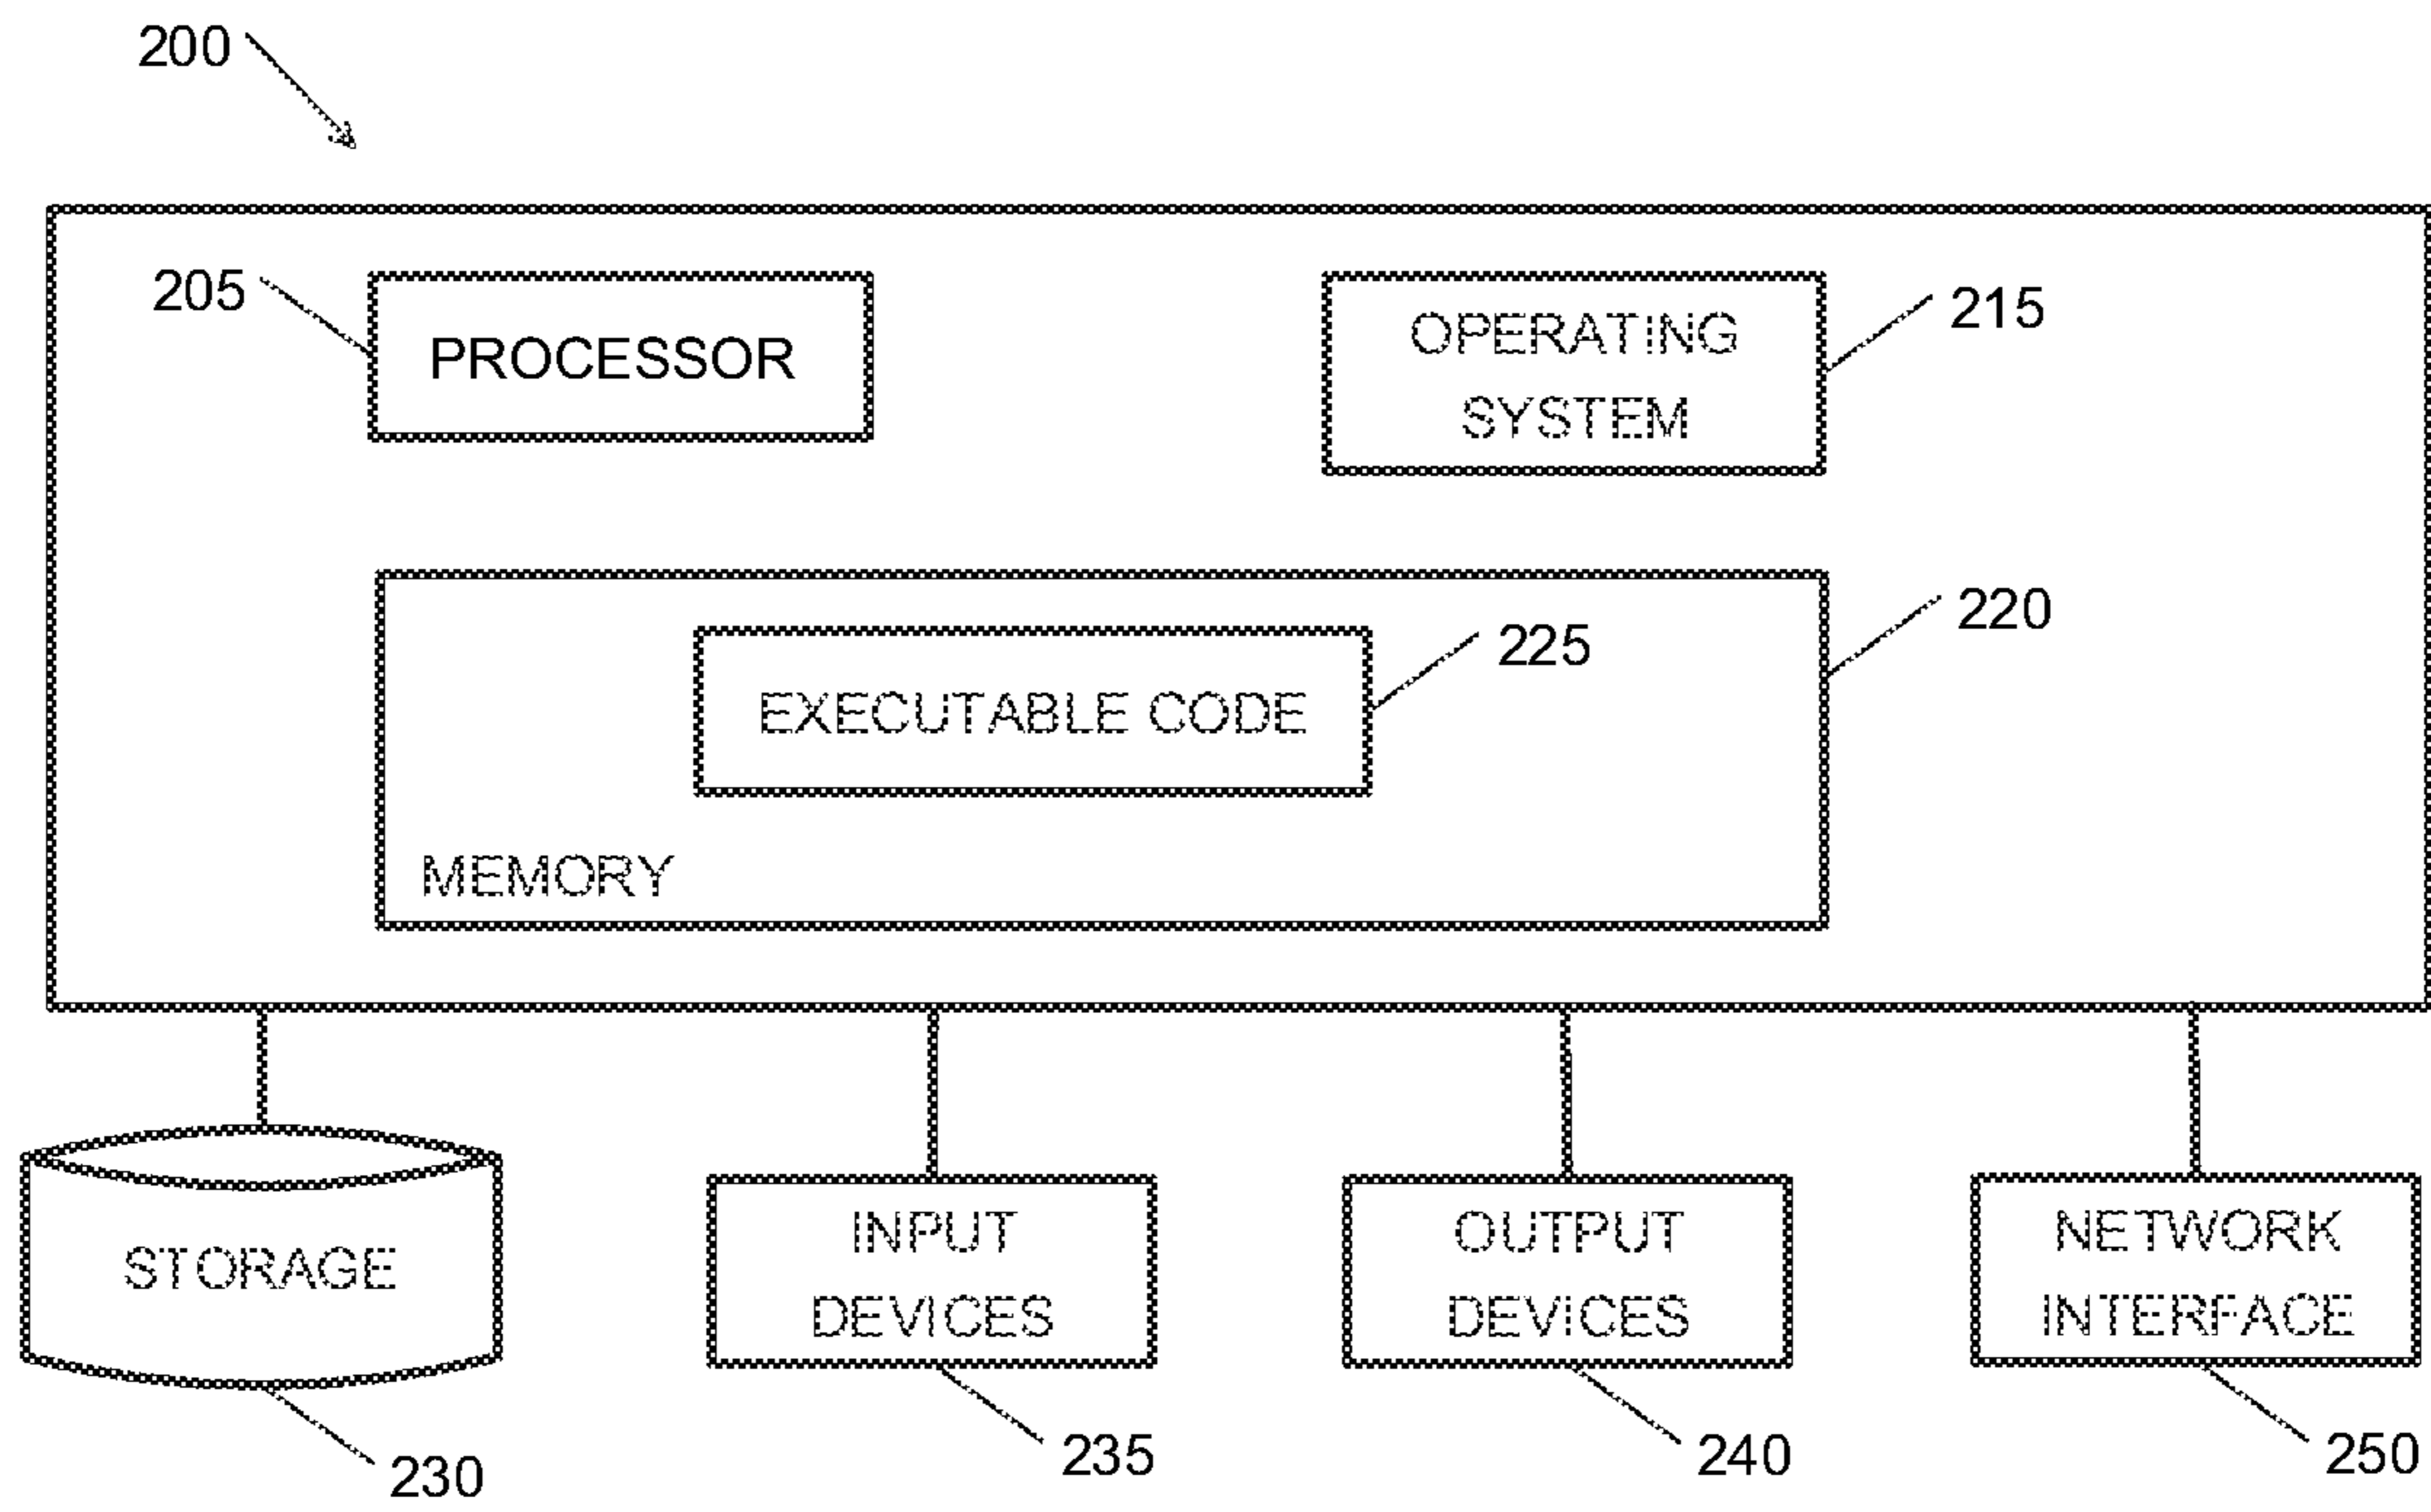 200
205
PROCESSOR
OPERATING
SYSTEM
215
220
225
EXECUTABLE CODE
MEMORY
STORAGE
INPUT
DEVICES
OUTPUT
DEVICES
NETWORK
INTERFACE
230
235
240
250